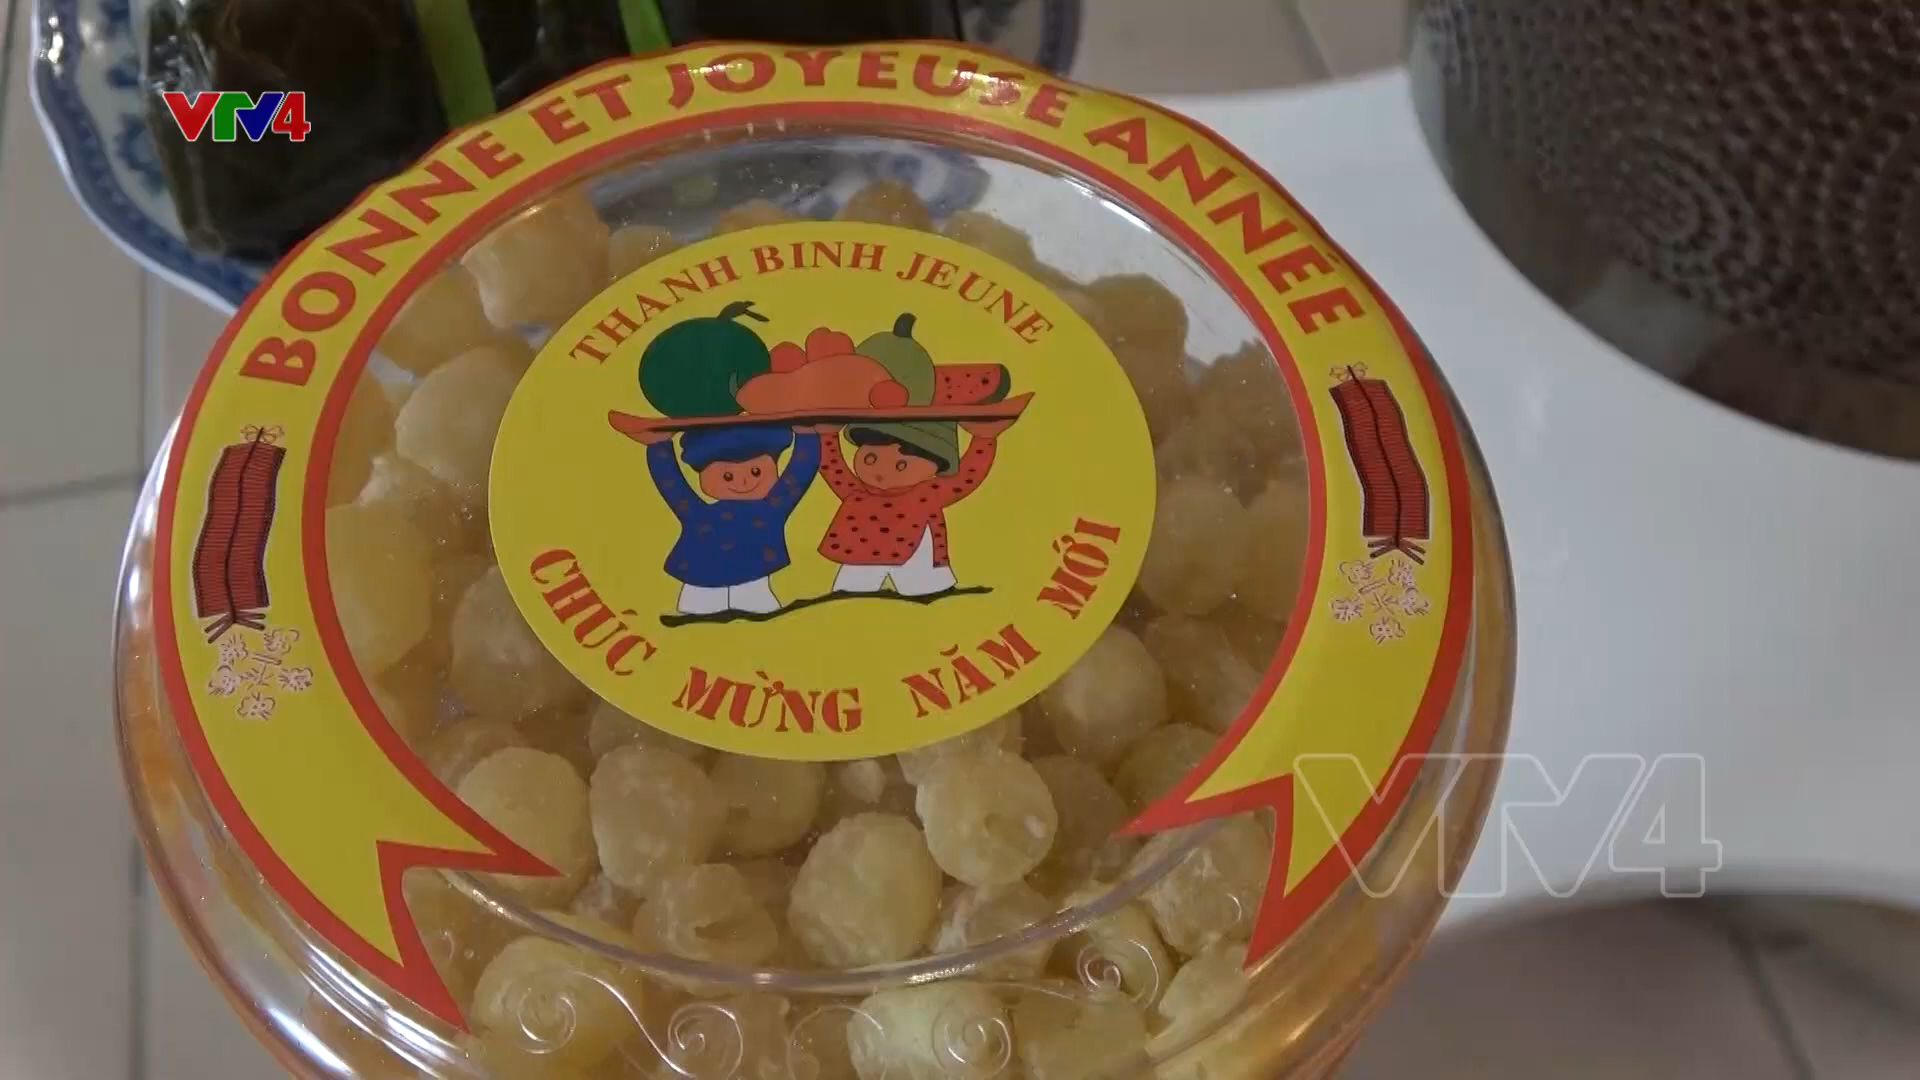 VTV4
BONNE ET JOYEUSE ANNÉE
THANH BINH JEUNE
CHÚC MỪNG NĂM MỚI
VTV4